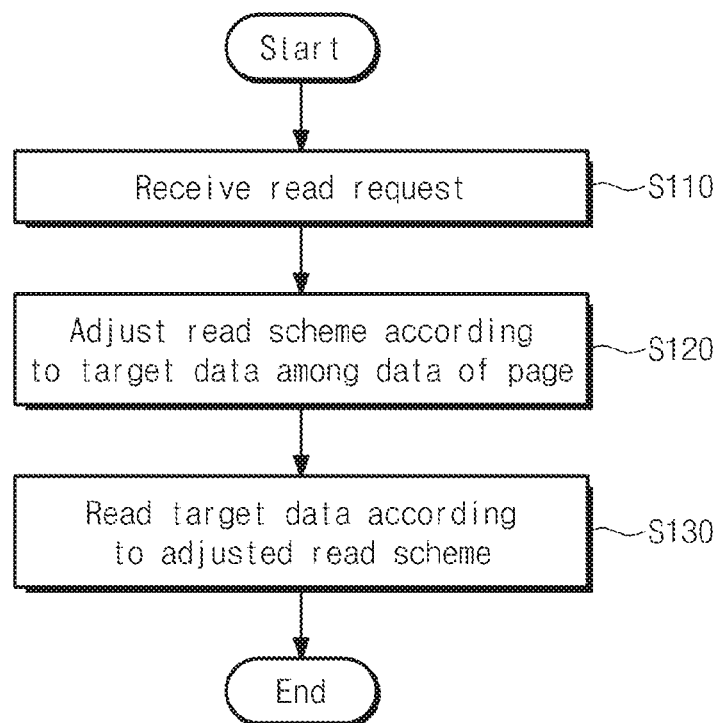 Start
Receive read request
S110
Adjust read scheme according
to target data among data of page
S120
Read target data according
to adjusted read scheme
S130
End